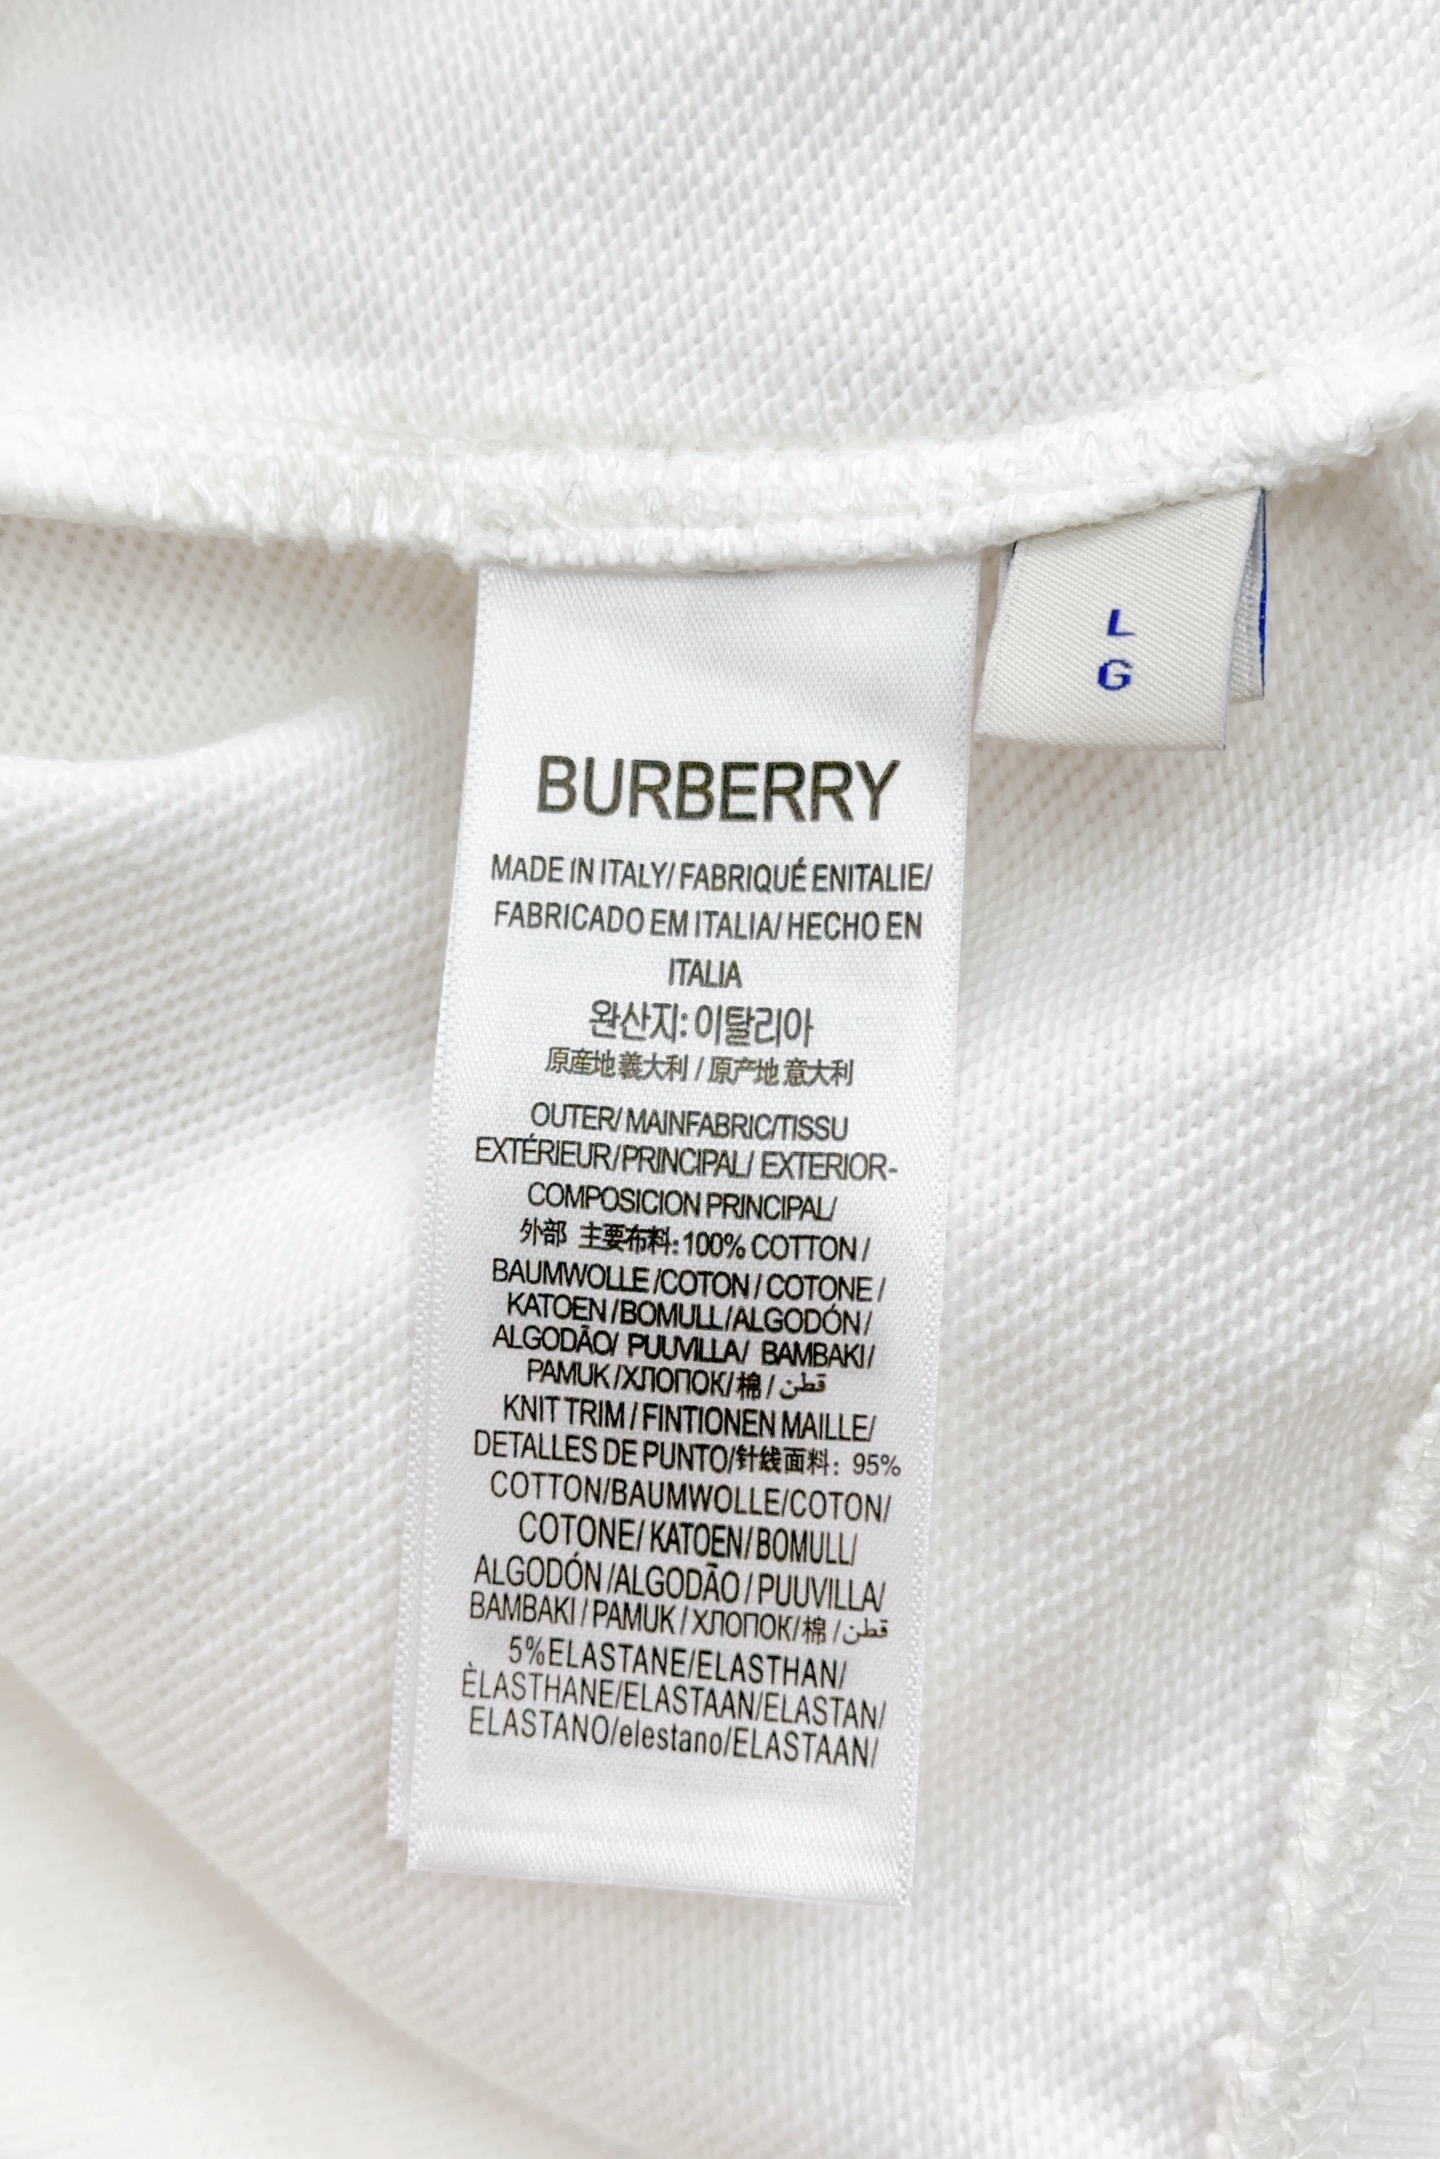 L
G
BURBERRY
MADE IN ITALY/ FABRIQUÉ ENITALIE/
FABRICADO EM ITALIA/ HECHO EN
ITALIA
완산지: 이탈리아
原産地 義大利 / 原产地 意大利
OUTER/ MAINFABRIC/TISSU
EXTÉRIEUR/PRINCIPAL/ EXTERIOR-
COMPOSICION PRINCIPAL/
外部 主要布料: 100% COTTON /
BAUMWOLLE /COTON / COTONE /
KATOEN /BOMULL/ALGODÓN/
ALGODÃO/ PUUVILLA/ BAMBAKI/
PAMUK /ХЛОПОК/棉 / قطن
KNIT TRIM / FINTIONEN MAILLE/
DETALLES DE PUNTO/针线面料: 95%
COTTON/BAUMWOLLE/COTON/
COTONE/ KATOEN/ BOMULL/
ALGODÓN /ALGODÃO / PUUVILLA/
BAMBAKI / PAMUK / ХЛОПОК/棉 / قطن
5%ELASTANE/ELASTHAN/
ÈLASTHANE/ELASTAAN/ELASTAN/
ELASTANO/elestano/ELASTAAN/